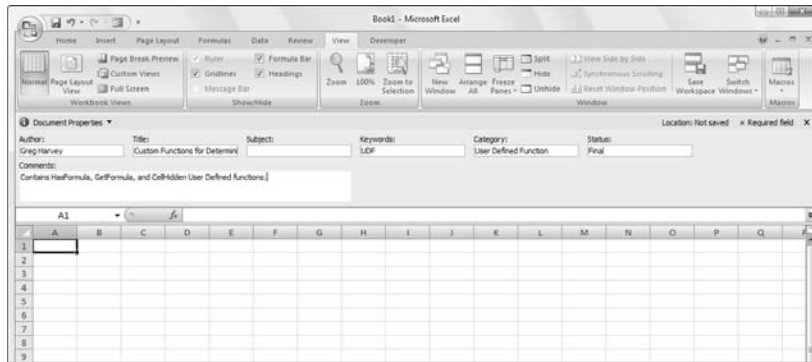 Book1 - Microsoft Excel
Home Insert Page Layout Formulas Data Review View Developer
Normal
Page Layout View
Page Break Preview
Custom Views
Full Screen
Workbook Views
Ruler
Gridlines
Message Bar
Formula Bar
Headings
Show/Hide
Zoom
100%
Zoom to Selection
Zoom
New Window
Arrange All
Freeze Panes
Split
Hide
Unhide
View Side by Side
Synchronous Scrolling
Reset Window Position
Save Workspace
Switch Windows
Window
Macros
Macros
Document Properties
Location: Not saved
* Required field
Author: Title: Subject: Keywords: Category: Status:
Greg Harvey Custom Functions for Determini UDF User Defined Function Final
Comments:
Contains HasFormula, GetFormula, and CellHidden User Defined functions.
A1 fx
A B C D E F G H I J K L M N O P Q
1
2
3
4
5
6
7
8
9